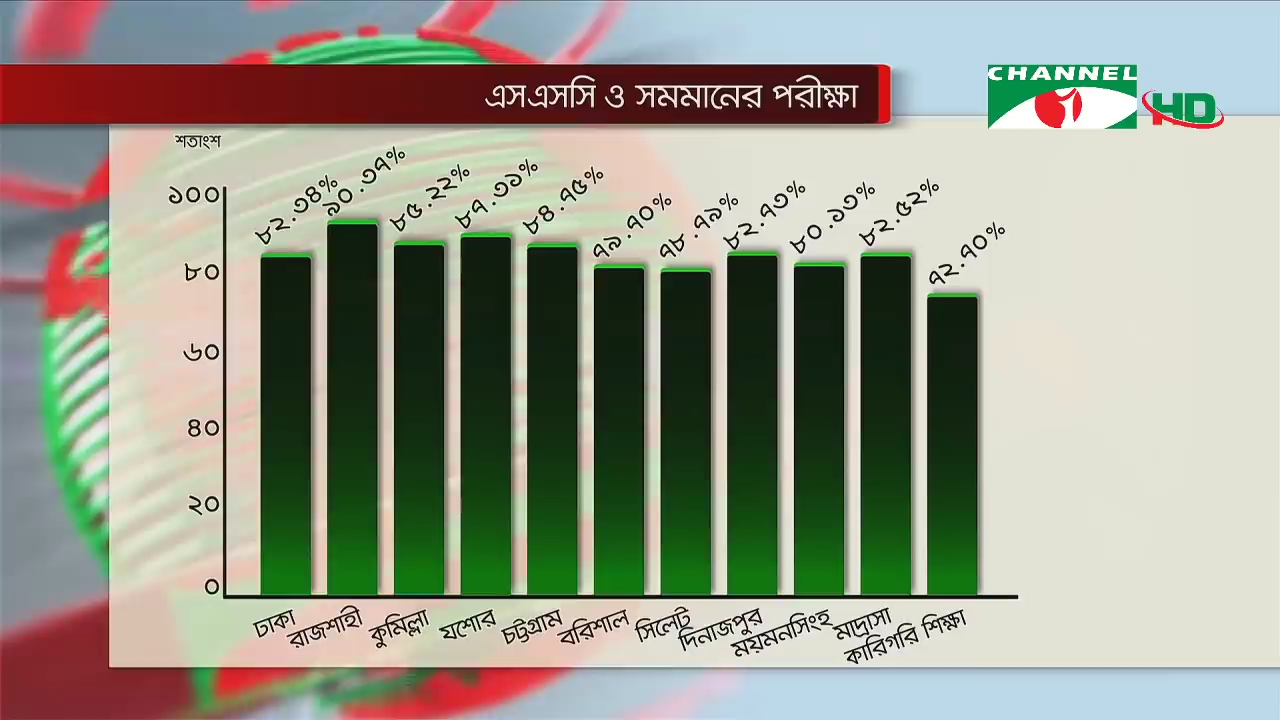 CHANNEL
HD
এসএসসি ও সমমানের পরীক্ষা
শতাংশ
১০০
৮০
৬০
৪০
২০
০
৮২.৩৪%
৯০.৩৭%
৮৫.২২%
৮৭.৩১%
৮৪.৭৫%
৭৯.৭০%
৭৮.৭৯%
৮২.৭৩%
৮০.১৩%
৮২.৫২%
৭২.৭০%
ঢাকা
রাজশাহী
কুমিল্লা
যশোর
চট্টগ্রাম
বরিশাল
সিলেট
দিনাজপুর
ময়মনসিংহ
মাদ্রাসা
কারিগরি শিক্ষা